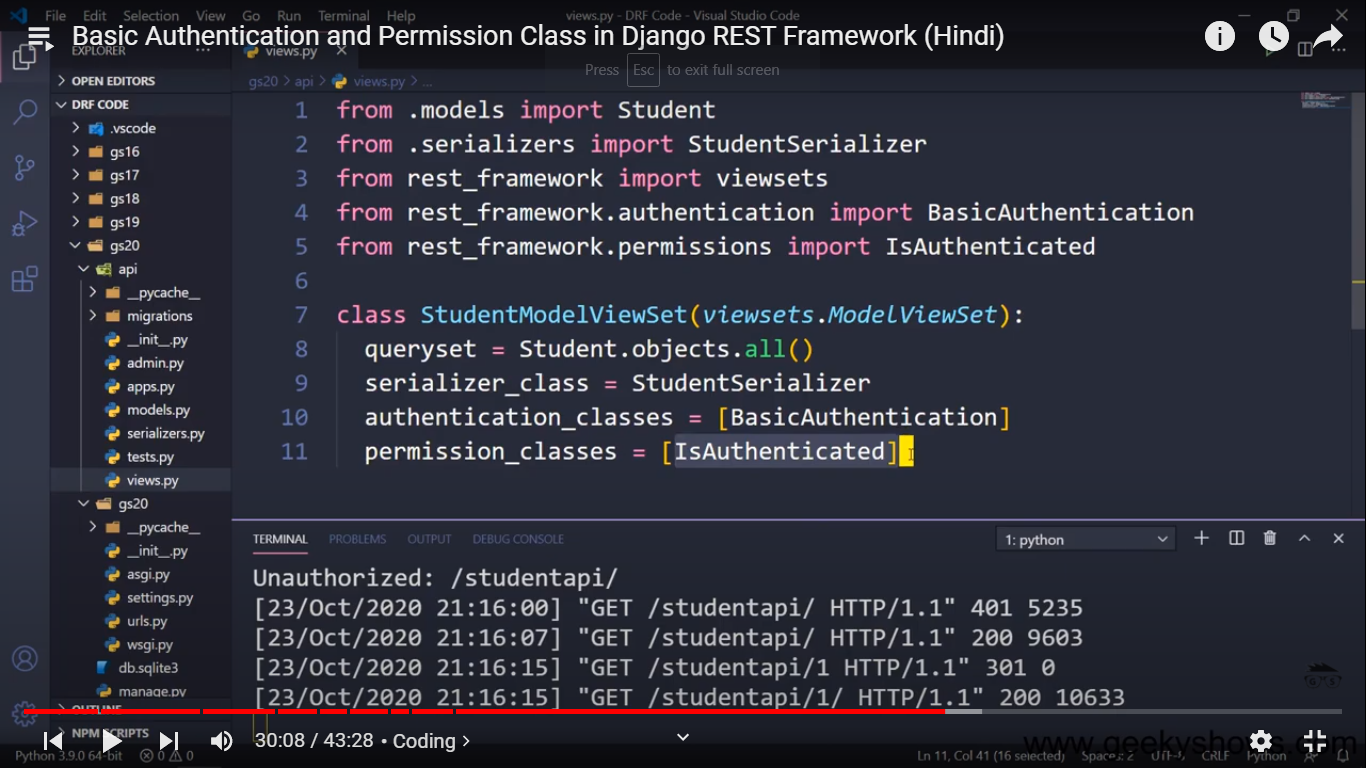 File Edit Selection View Go Run Terminal Help views.py - DRF Code - Visual Studio Code
Basic Authentication and Permission Class in Django REST Framework (Hindi)
EXPLORER
views.py
Press Esc to exit full screen
OPEN EDITORS
gs20 > api > views.py > ...
DRF CODE
.vscode
gs16
gs17
gs18
gs19
gs20
api
__pycache__
migrations
__init__.py
admin.py
apps.py
models.py
serializers.py
tests.py
views.py
gs20
__pycache__
__init__.py
asgi.py
settings.py
urls.py
wsgi.py
db.sqlite3
manage.py
OUTLINE
NPM SCRIPTS
1 from .models import Student
2 from .serializers import StudentSerializer
3 from rest_framework import viewsets
4 from rest_framework.authentication import BasicAuthentication
5 from rest_framework.permissions import IsAuthenticated
6
7 class StudentModelViewSet(viewsets.ModelViewSet):
8 queryset = Student.objects.all()
9 serializer_class = StudentSerializer
10 authentication_classes = [BasicAuthentication]
11 permission_classes = [IsAuthenticated]
TERMINAL PROBLEMS OUTPUT DEBUG CONSOLE 1: python
Unauthorized: /studentapi/
[23/Oct/2020 21:16:00] "GET /studentapi/ HTTP/1.1" 401 5235
[23/Oct/2020 21:16:07] "GET /studentapi/ HTTP/1.1" 200 9603
[23/Oct/2020 21:16:15] "GET /studentapi/1 HTTP/1.1" 301 0
[23/Oct/2020 21:16:15] "GET /studentapi/1/ HTTP/1.1" 200 10633
30:08 / 43:28 • Coding >
www.geekyshows.com
Python 3.9.0 64-bit 0 0 Ln 11, Col 41 (16 selected) Spaces: 2 UTF-8 CRLF Python